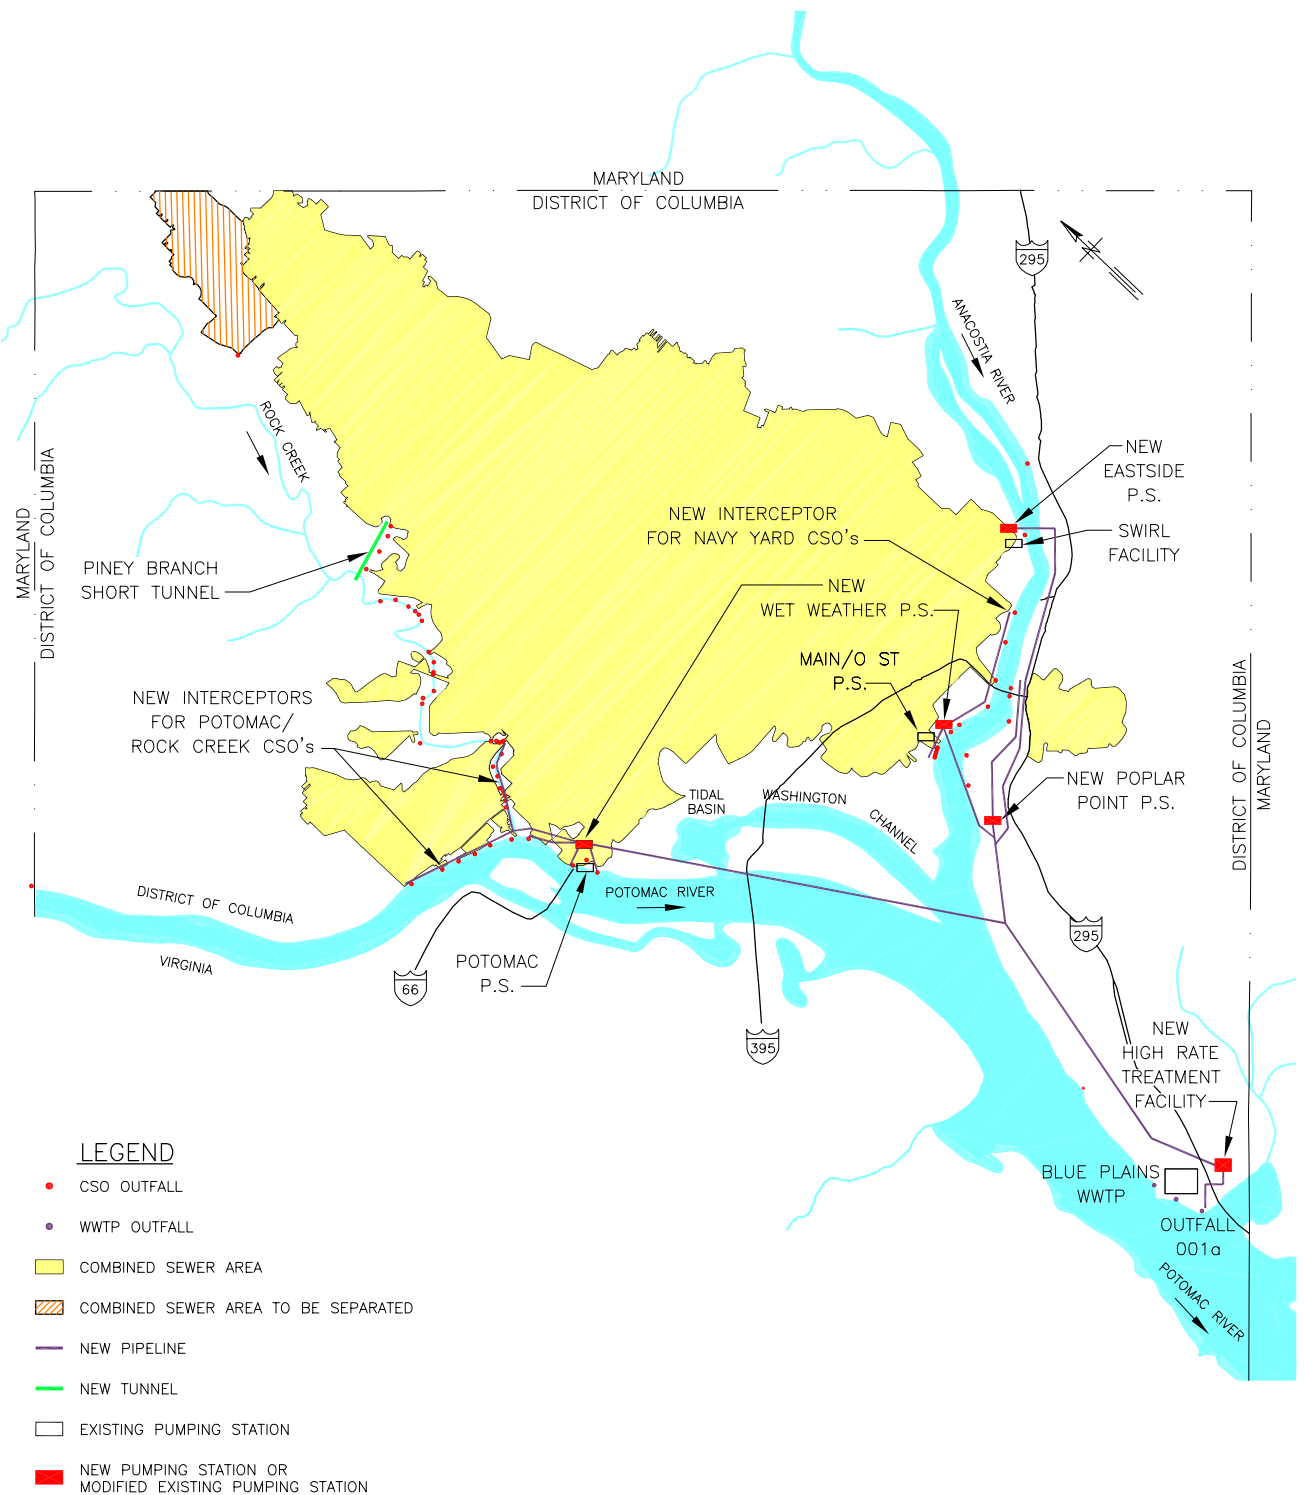 MARYLAND
DISTRICT OF COLUMBIA
295
ANACOSTIA RIVER
ROCK CREEK
MARYLAND
DISTRICT OF COLUMBIA
NEW
EASTSIDE
P.S.
SWIRL
FACILITY
NEW INTERCEPTOR
FOR NAVY YARD CSO's
PINEY BRANCH
SHORT TUNNEL
NEW
WET WEATHER P.S.
MAIN/O ST
P.S.
NEW INTERCEPTORS
FOR POTOMAC/
ROCK CREEK CSO's
DISTRICT OF COLUMBIA
MARYLAND
NEW POPLAR
POINT P.S.
TIDAL
BASIN
WASHINGTON
CHANNEL
POTOMAC RIVER
DISTRICT OF COLUMBIA
VIRGINIA
POTOMAC
P.S.
66
395
295
NEW
HIGH RATE
TREATMENT
FACILITY
BLUE PLAINS
WWTP
OUTFALL
001a
POTOMAC RIVER
LEGEND
CSO OUTFALL
WWTP OUTFALL
COMBINED SEWER AREA
COMBINED SEWER AREA TO BE SEPARATED
NEW PIPELINE
NEW TUNNEL
EXISTING PUMPING STATION
NEW PUMPING STATION OR
MODIFIED EXISTING PUMPING STATION